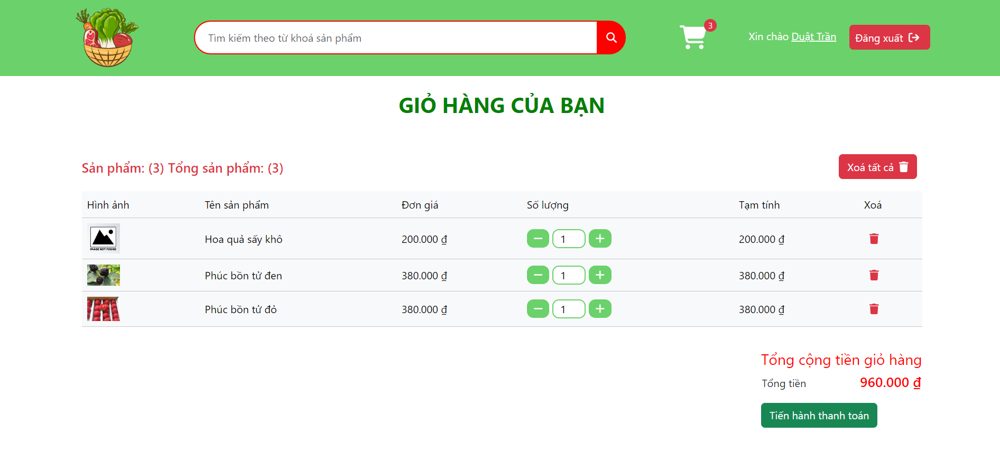 Tìm kiếm theo từ khoá sản phẩm
3
Xin chào Duật Trần
Đăng xuất
GIỎ HÀNG CỦA BẠN
Sản phẩm: (3) Tổng sản phẩm: (3)
Xoá tất cả
Hình ảnh Tên sản phẩm Đơn giá Số lượng Tạm tính Xoá
IMAGE NOT FOUND
Hoa quả sấy khô 200.000 ₫ 1 200.000 ₫
Phúc bồn tử đen 380.000 ₫ 1 380.000 ₫
Phúc bồn tử đỏ 380.000 ₫ 1 380.000 ₫
Tổng cộng tiền giỏ hàng
Tổng tiền 960.000 ₫
Tiến hành thanh toán